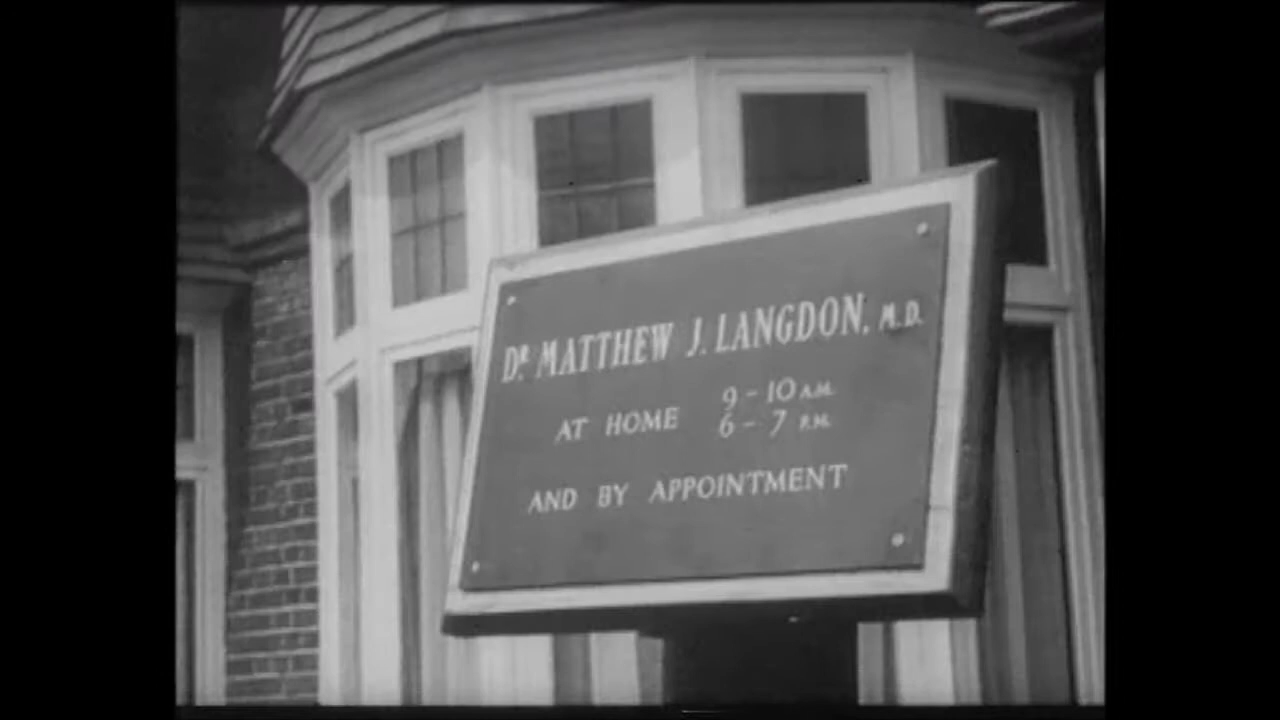 DR. MATTHEW J. LANGDON, M.D.
AT HOME 9 - 10 A.M.
6 - 7 P.M.
AND BY APPOINTMENT